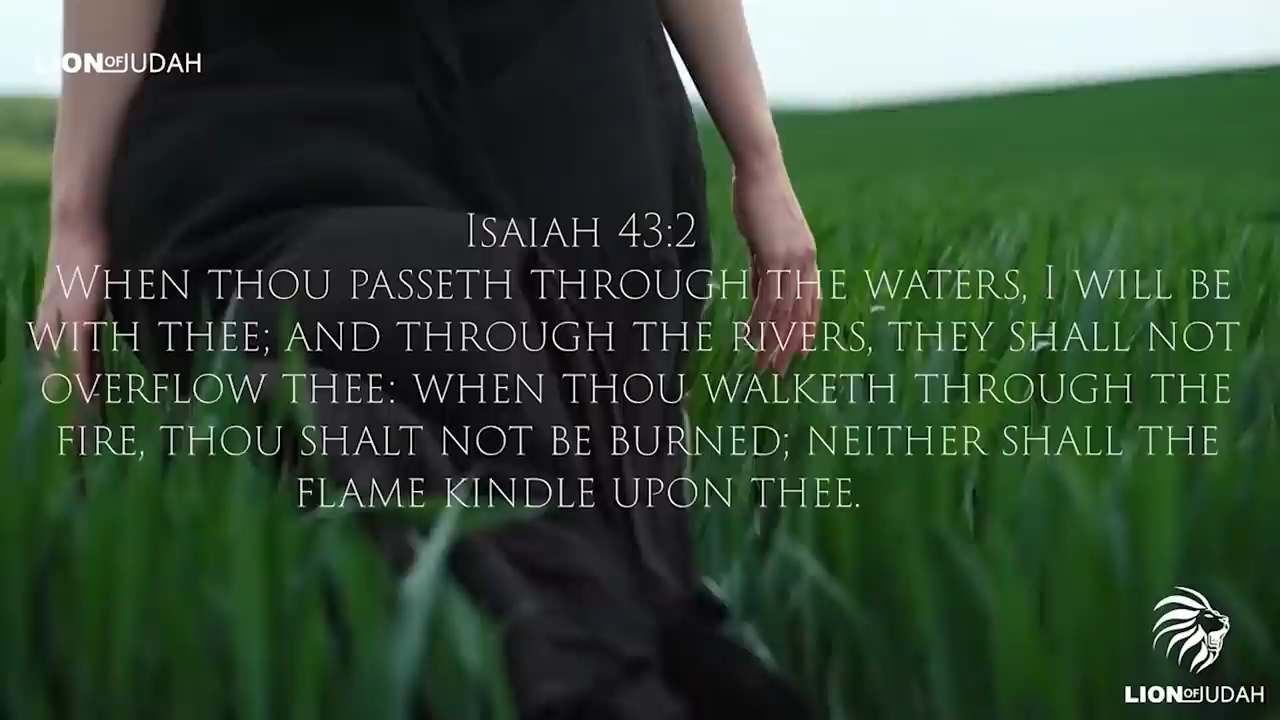 LION OF JUDAH
Isaiah 43:2
When thou passeth through the waters, I will be
with thee; and through the rivers, they shall not
overflow thee: when thou walketh through the
fire, thou shalt not be burned; neither shall the
flame kindle upon thee.
LION OF JUDAH